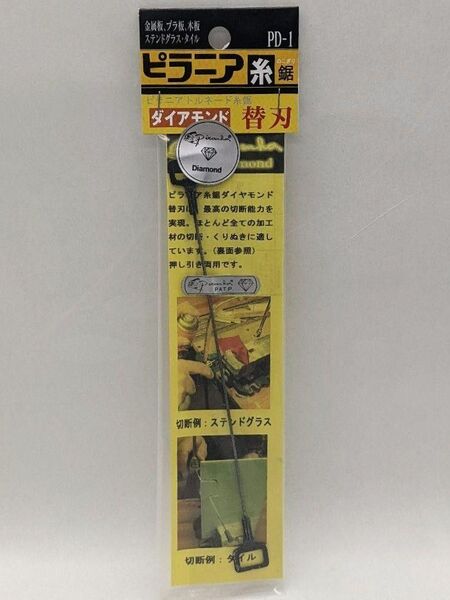 金属板、プラ板、木板
ステンドグラス・タイル
PD-1
ピラニア糸鋸
のこぎり
ピラニアトルネード糸鋸
ダイアモンド 替刃
Diamond
ピラニア糸鋸ダイヤモンド
替刃は、最高の切断能力を
実現。ほとんど全ての加工
材の切断・くりぬきに適し
ています。(裏面参照)
押し引き両用です。
Piranha
PAT.P
切断例：ステンドグラス
切断例：タイル